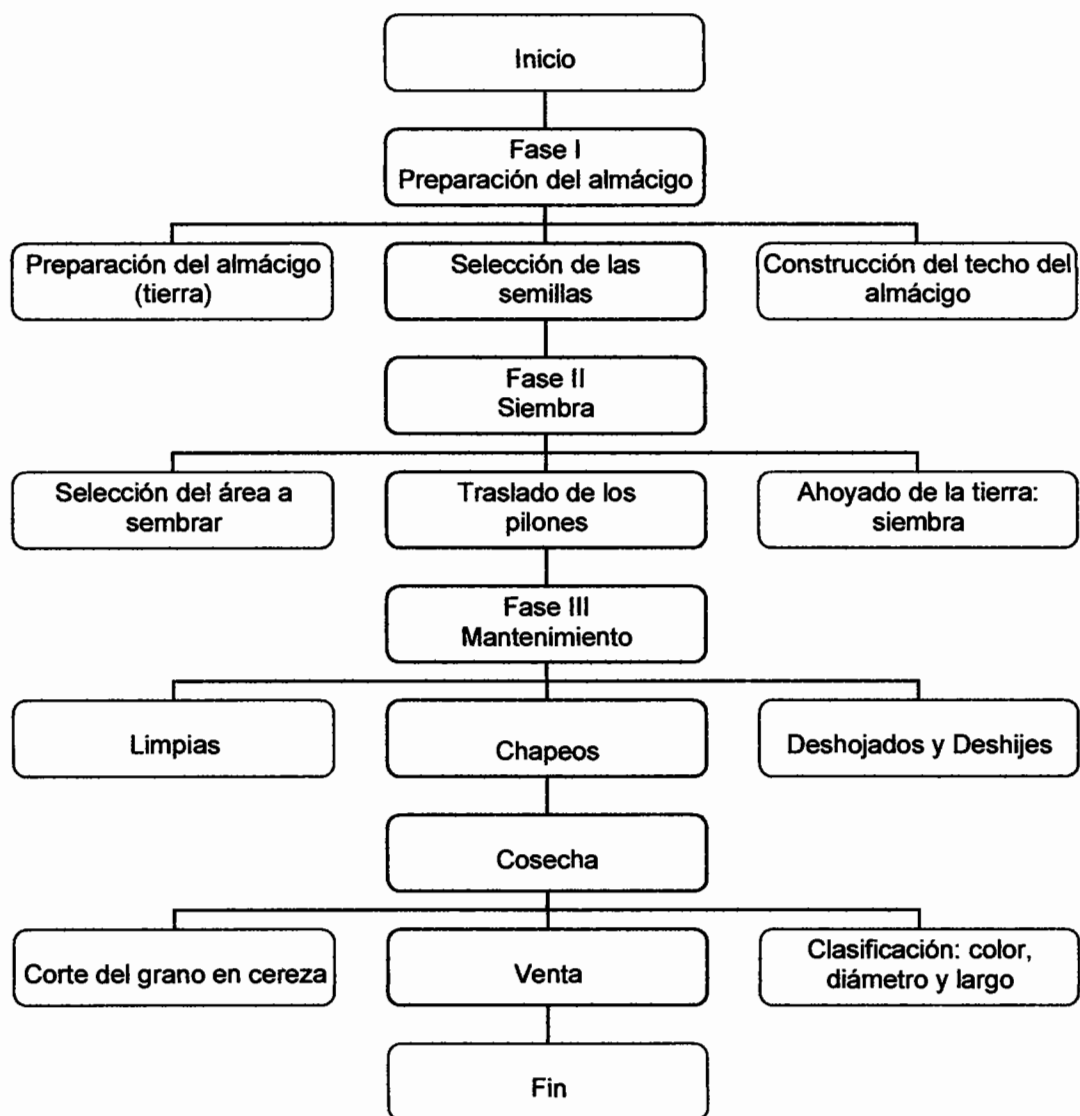 Inicio
Fase I
Preparación del almácigo
Preparación del almácigo
(tierra)
Selección de las
semillas
Construcción del techo del
almácigo
Fase II
Siembra
Selección del área a
sembrar
Traslado de los
pilones
Ahoyado de la tierra:
siembra
Fase III
Mantenimiento
Limpias
Chapeos
Deshojados y Deshijes
Cosecha
Corte del grano en cereza
Venta
Clasificación: color,
diámetro y largo
Fin